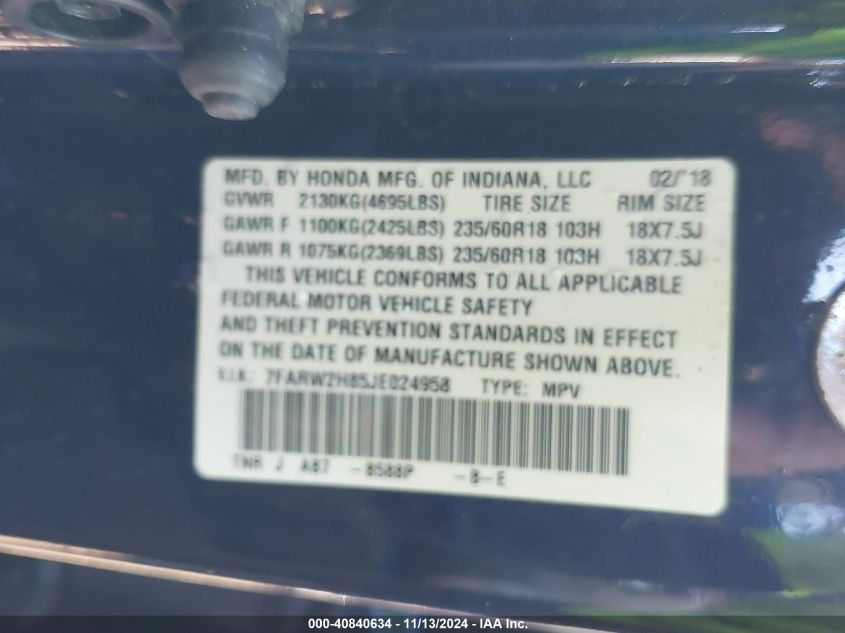 MFD. BY HONDA MFG. OF INDIANA, LLC 02/18
GVWR 2130KG(4695LBS) TIRE SIZE RIM SIZE
GAWR F 1100KG(2425LBS) 235/60R18 103H 18X7.5J
GAWR R 1075KG(2369LBS) 235/60R18 103H 18X7.5J
THIS VEHICLE CONFORMS TO ALL APPLICABLE
FEDERAL MOTOR VEHICLE SAFETY
AND THEFT PREVENTION STANDARDS IN EFFECT
ON THE DATE OF MANUFACTURE SHOWN ABOVE.
V.I.N: 7FARW2H85JE024958 TYPE: MPV
TNR J A87 -B588P -B-E
000-40840634 - 11/13/2024 - IAA Inc.